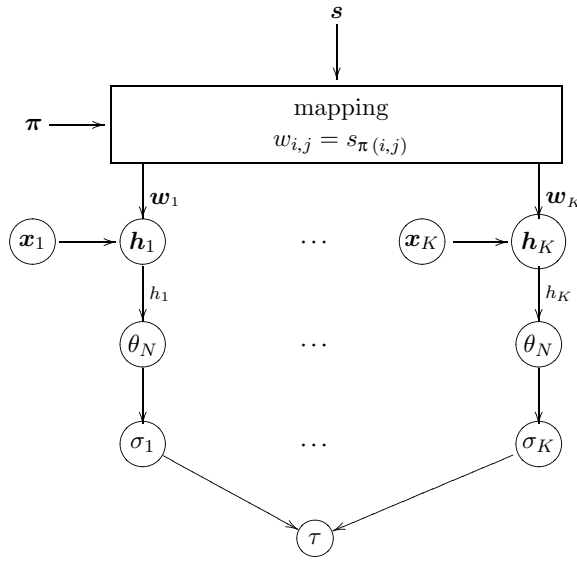 s
mapping
π
w_{i,j} = s_{π(i,j)}
w_1
w_K
x_1
h_1
...
x_K
h_K
h_1
h_K
θ_N
...
θ_N
σ_1
...
σ_K
τ